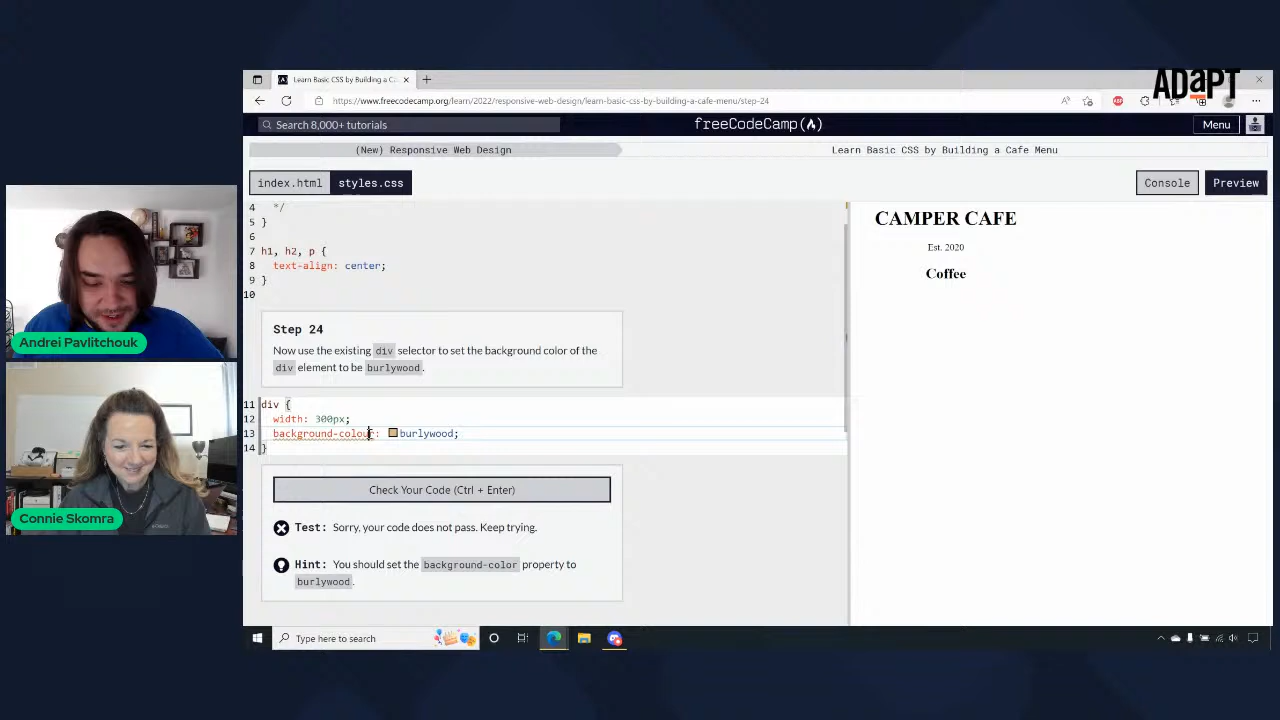 Learn Basic CSS by Building a C
ADaPT
https://www.freecodecamp.org/learn/2022/responsive-web-design/learn-basic-css-by-building-a-cafe-menu/step-24
Search 8,000+ tutorials
freeCodeCamp
Menu
(New) Responsive Web Design
Learn Basic CSS by Building a Cafe Menu
index.html
styles.css
Console
Preview
4 */
5 }
6
7 h1, h2, p {
8 text-align: center;
9 }
10
Step 24
Now use the existing div selector to set the background color of the
div element to be burlywood.
11 div {
12 width: 300px;
13 background-colour: burlywood;
14 }
Check Your Code (Ctrl + Enter)
Test: Sorry, your code does not pass. Keep trying.
Hint: You should set the background-color property to
burlywood.
CAMPER CAFE
Est. 2020
Coffee
Andrei Pavlitchouk
Connie Skomra
Type here to search